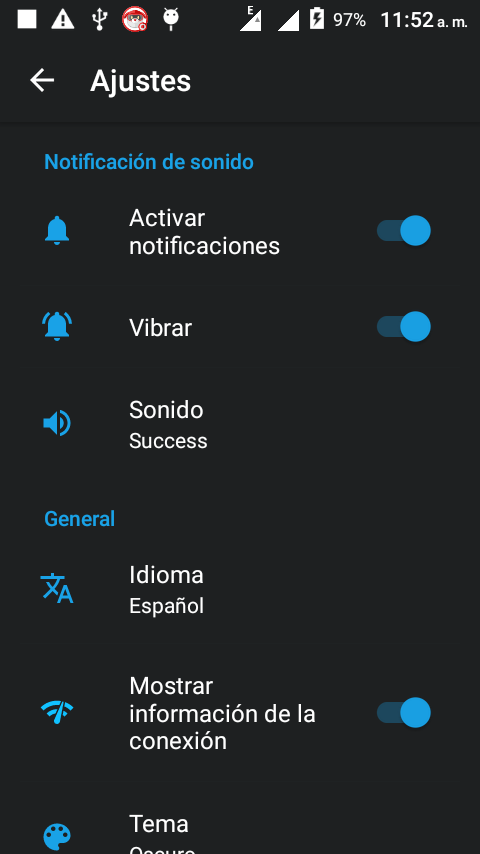 E
97%
11:52 a. m.
Ajustes
Notificación de sonido
Activar
notificaciones
Vibrar
Sonido
Success
General
Idioma
Español
Mostrar
información de la
conexión
Tema
Oscuro